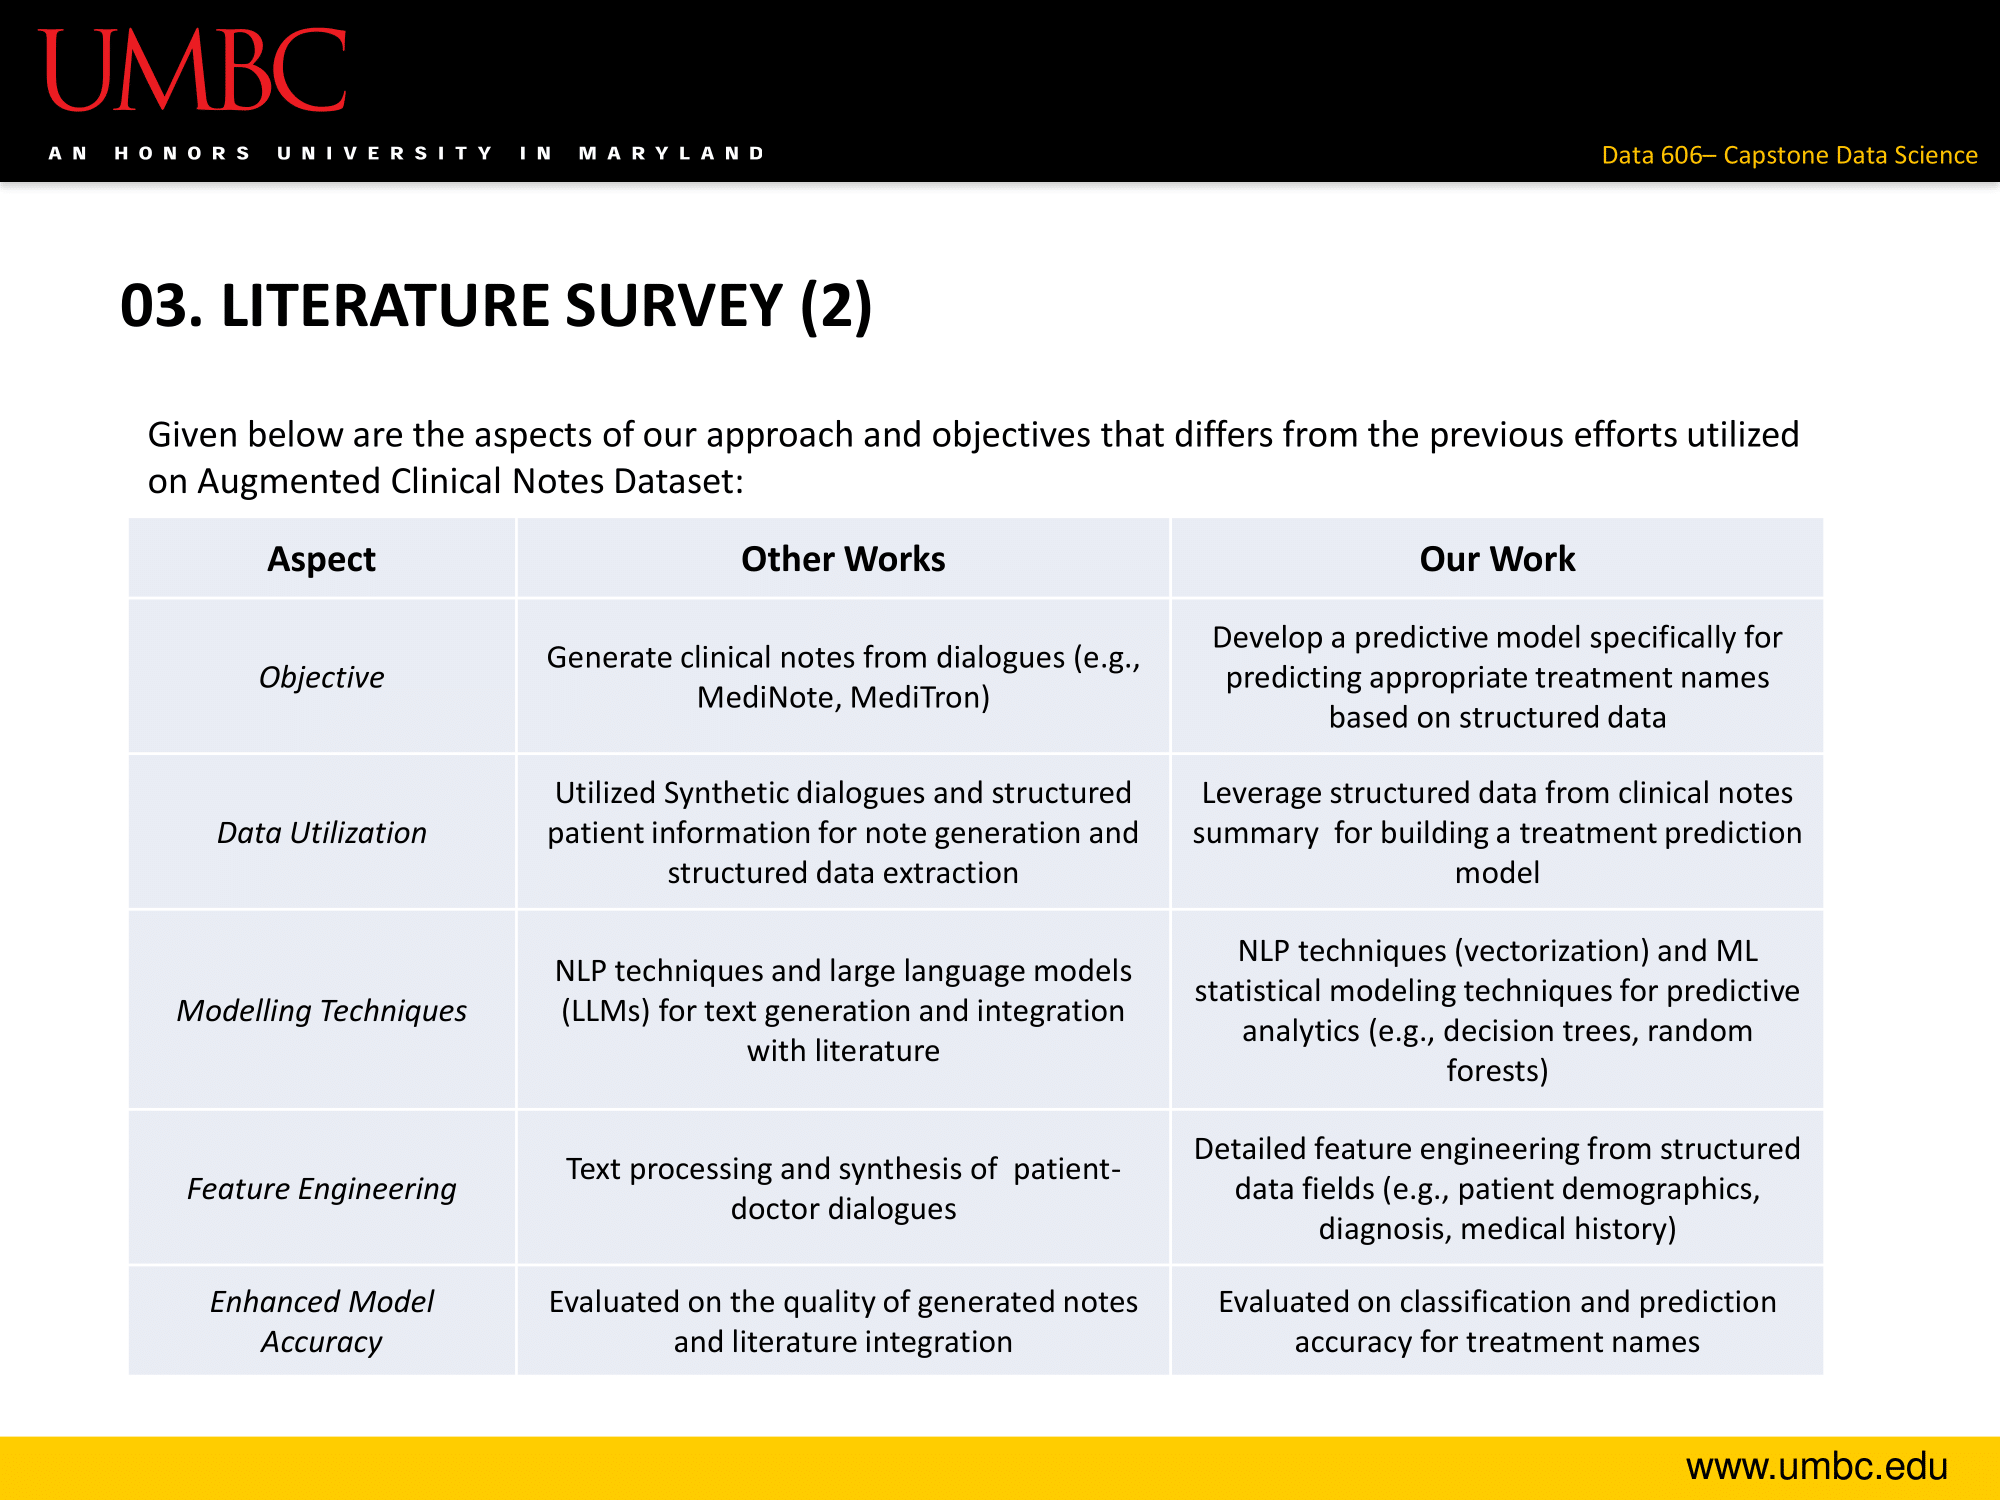 UMBC
AN HONORS UNIVERSITY IN MARYLAND
Data 606– Capstone Data Science
03. LITERATURE SURVEY (2)
Given below are the aspects of our approach and objectives that differs from the previous efforts utilized
on Augmented Clinical Notes Dataset:
Aspect
Other Works
Our Work
Objective
Generate clinical notes from dialogues (e.g.,
MediNote, MediTron)
Develop a predictive model specifically for
predicting appropriate treatment names
based on structured data
Data Utilization
Utilized Synthetic dialogues and structured
patient information for note generation and
structured data extraction
Leverage structured data from clinical notes
summary  for building a treatment prediction
model
Modelling Techniques
NLP techniques and large language models
(LLMs) for text generation and integration
with literature
NLP techniques (vectorization) and ML
statistical modeling techniques for predictive
analytics (e.g., decision trees, random
forests)
Feature Engineering
Text processing and synthesis of  patient-
doctor dialogues
Detailed feature engineering from structured
data fields (e.g., patient demographics,
diagnosis, medical history)
Enhanced Model
Accuracy
Evaluated on the quality of generated notes
and literature integration
Evaluated on classification and prediction
accuracy for treatment names
www.umbc.edu